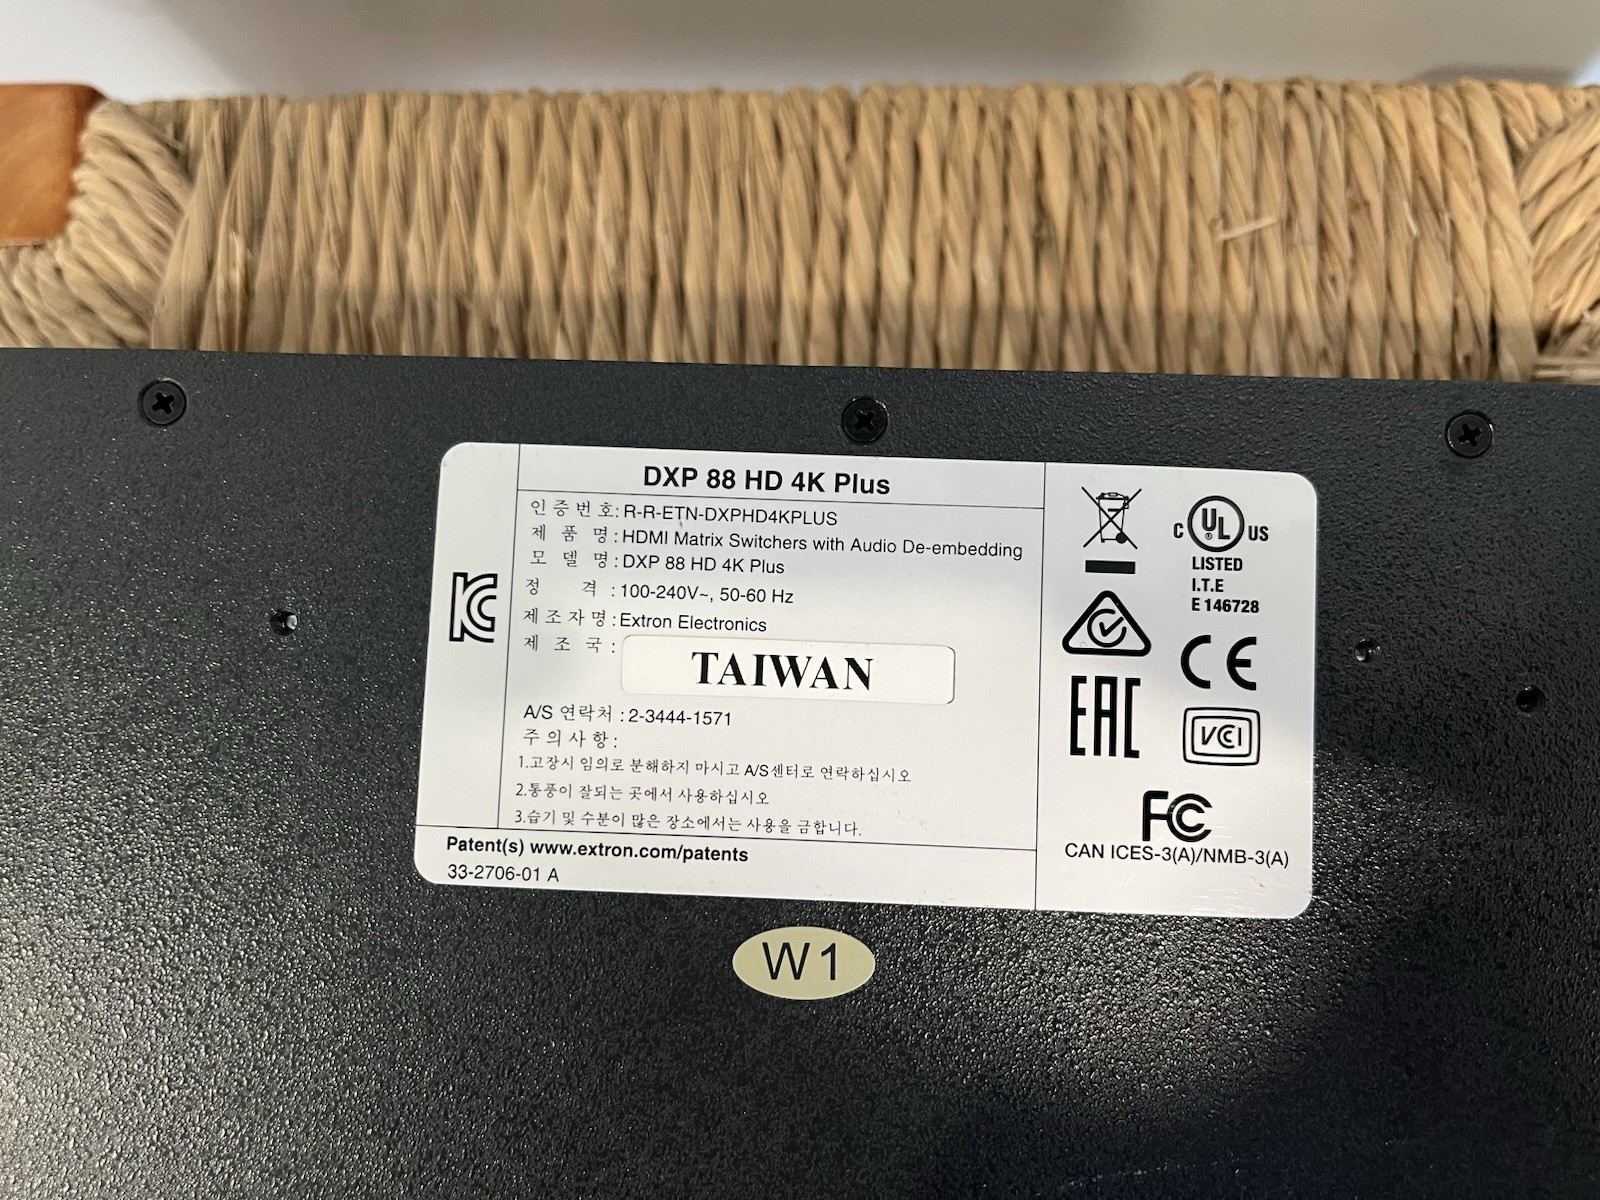 DXP 88 HD 4K Plus
인증번호: R-R-ETN-DXPHD4KPLUS
제 품 명 : HDMI Matrix Switchers with Audio De-embedding
모 델 명 : DXP 88 HD 4K Plus
정 격 : 100-240V~, 50-60 Hz
제조자명 : Extron Electronics
제 조 국 :
TAIWAN
A/S 연락처 : 2-3444-1571
주의사항 :
1.고장시 임의로 분해하지 마시고 A/S센터로 연락하십시오
2.통풍이 잘되는 곳에서 사용하십시오
3.습기 및 수분이 많은 장소에서는 사용을 금합니다.
Patent(s) www.extron.com/patents
33-2706-01 A
C UL US
®
LISTED
I.T.E
E 146728
CE
EAC
VCI
FC
CAN ICES-3(A)/NMB-3(A)
KC
W1